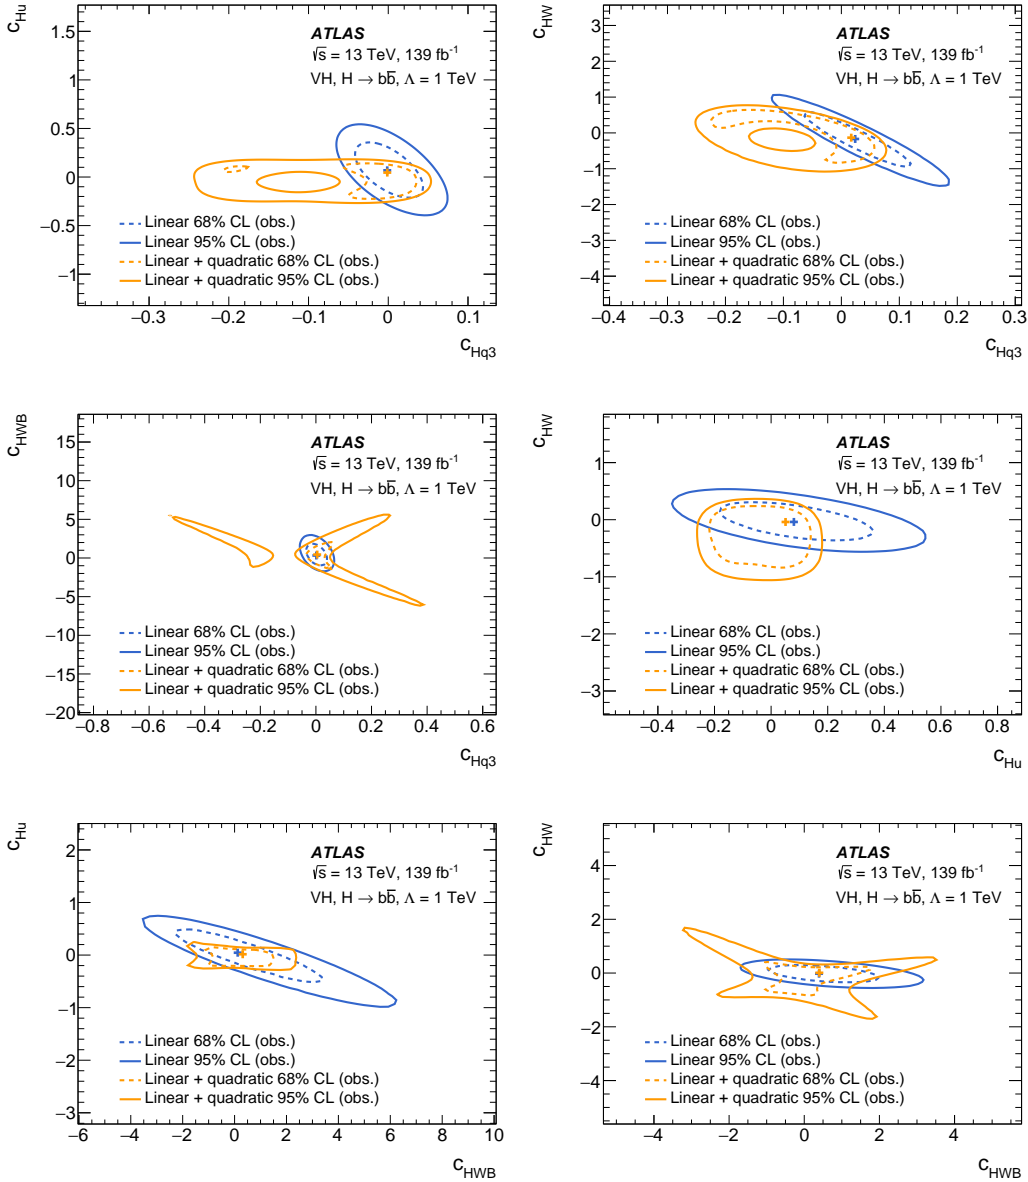 c_Hu
1.5
1
0.5
0
−0.5
−1
ATLAS
√s = 13 TeV, 139 fb⁻¹
VH, H → bb̅, Λ = 1 TeV
Linear 68% CL (obs.)
Linear 95% CL (obs.)
Linear + quadratic 68% CL (obs.)
Linear + quadratic 95% CL (obs.)
−0.3 −0.2 −0.1 0 0.1
c_Hq3
c_HW
3
2
1
0
−1
−2
−3
−4
ATLAS
√s = 13 TeV, 139 fb⁻¹
VH, H → bb̅, Λ = 1 TeV
Linear 68% CL (obs.)
Linear 95% CL (obs.)
Linear + quadratic 68% CL (obs.)
Linear + quadratic 95% CL (obs.)
−0.4 −0.3 −0.2 −0.1 0 0.1 0.2 0.3
c_Hq3
c_HWB
15
10
5
0
−5
−10
−15
−20
ATLAS
√s = 13 TeV, 139 fb⁻¹
VH, H → bb̅, Λ = 1 TeV
Linear 68% CL (obs.)
Linear 95% CL (obs.)
Linear + quadratic 68% CL (obs.)
Linear + quadratic 95% CL (obs.)
−0.8 −0.6 −0.4 −0.2 0 0.2 0.4 0.6
c_Hq3
c_HW
1
0
−1
−2
−3
ATLAS
√s = 13 TeV, 139 fb⁻¹
VH, H → bb̅, Λ = 1 TeV
Linear 68% CL (obs.)
Linear 95% CL (obs.)
Linear + quadratic 68% CL (obs.)
Linear + quadratic 95% CL (obs.)
−0.4 −0.2 0 0.2 0.4 0.6 0.8
c_Hu
c_Hu
2
1
0
−1
−2
−3
ATLAS
√s = 13 TeV, 139 fb⁻¹
VH, H → bb̅, Λ = 1 TeV
Linear 68% CL (obs.)
Linear 95% CL (obs.)
Linear + quadratic 68% CL (obs.)
Linear + quadratic 95% CL (obs.)
−6 −4 −2 0 2 4 6 8 10
c_HWB
c_HW
4
2
0
−2
−4
ATLAS
√s = 13 TeV, 139 fb⁻¹
VH, H → bb̅, Λ = 1 TeV
Linear 68% CL (obs.)
Linear 95% CL (obs.)
Linear + quadratic 68% CL (obs.)
Linear + quadratic 95% CL (obs.)
−4 −2 0 2 4
c_HWB